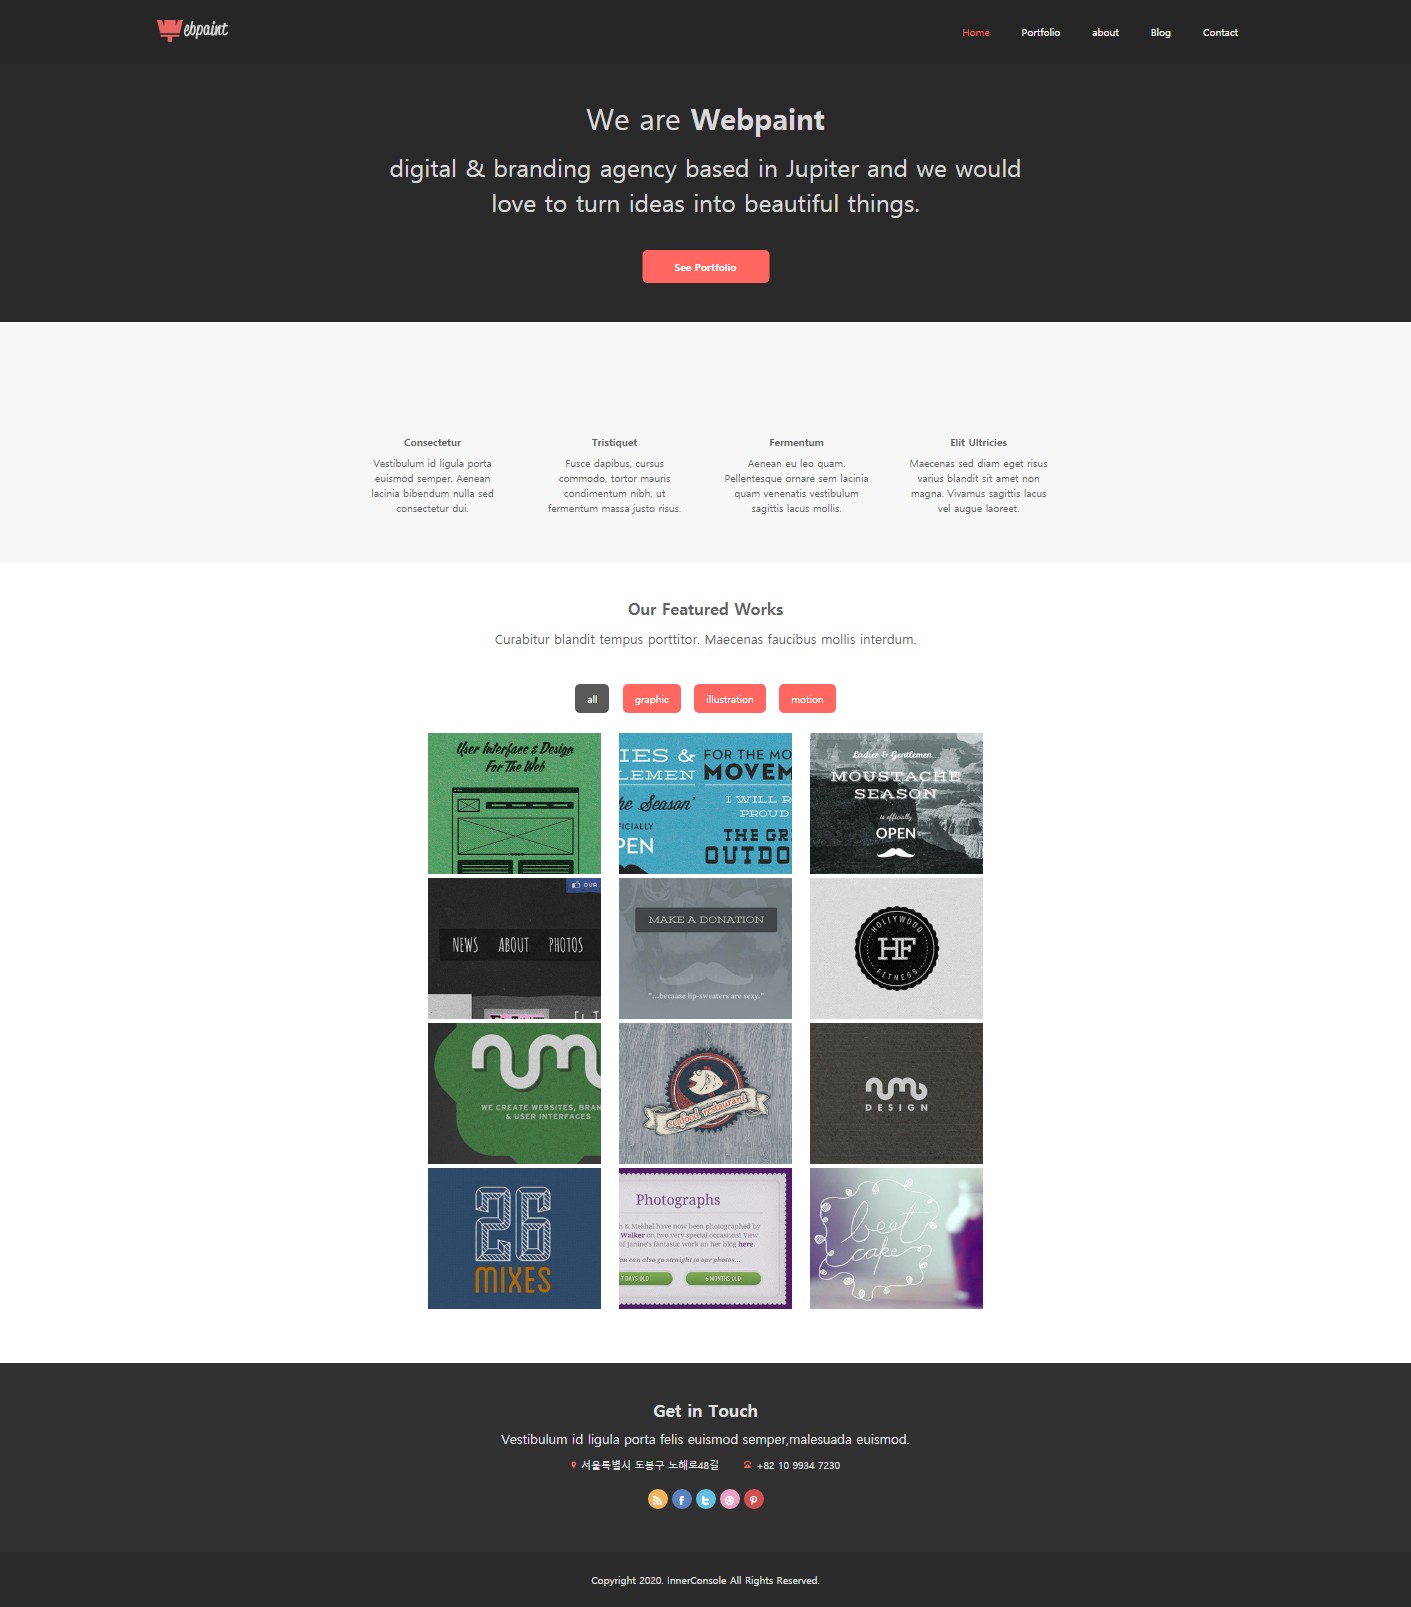 ebpaint
Home Portfolio about Blog Contact
We are Webpaint
digital & branding agency based in Jupiter and we would
love to turn ideas into beautiful things.
See Portfolio
Consectetur
Vestibulum id ligula porta
euismod semper. Aenean
lacinia bibendum nulla sed
consectetur dui.
Tristiquet
Fusce dapibus, cursus
commodo, tortor mauris
condimentum nibh, ut
fermentum massa justo risus.
Fermentum
Aenean eu leo quam.
Pellentesque ornare sem lacinia
quam venenatis vestibulum
sagittis lacus mollis.
Elit Ultricies
Maecenas sed diam eget risus
varius blandit sit amet non
magna. Vivamus sagittis lacus
vel augue laoreet.
Our Featured Works
Curabitur blandit tempus porttitor. Maecenas faucibus mollis interdum.
all graphic illustration motion
User Interface & Design
For The Web
IES &
LEMEN
he Season'
FICIALLY
PEN
FOR THE MO
MOVEM
I WILL R
PROUD
THE GR
OUTDO
Ladies & Gentlemen...
MOUSTACHE
SEASON
is officially
OPEN
OUR
NEWS ABOUT PHOTOS
MAKE A DONATION
"...because lip-sweaters are sexy."
HOLLYWOOD
HF
FITNESS
WE CREATE WEBSITES, BRAN
& USER INTERFACES
seafood restaurant
DESIGN
26
MIXES
Photographs
b & Meühal have now been photographed by
Walker on two very special occasions! View
of Janine's fantastic work on her blog here.
ou can also go straight to our photos...
7 DAYS OLD 6 MONTHS OLD
beet
cake
Get in Touch
Vestibulum id ligula porta felis euismod semper,malesuada euismod.
서울특별시 도봉구 노해로48길 +82 10 9934 7230
Copyright 2020. InnerConsole All Rights Reserved.